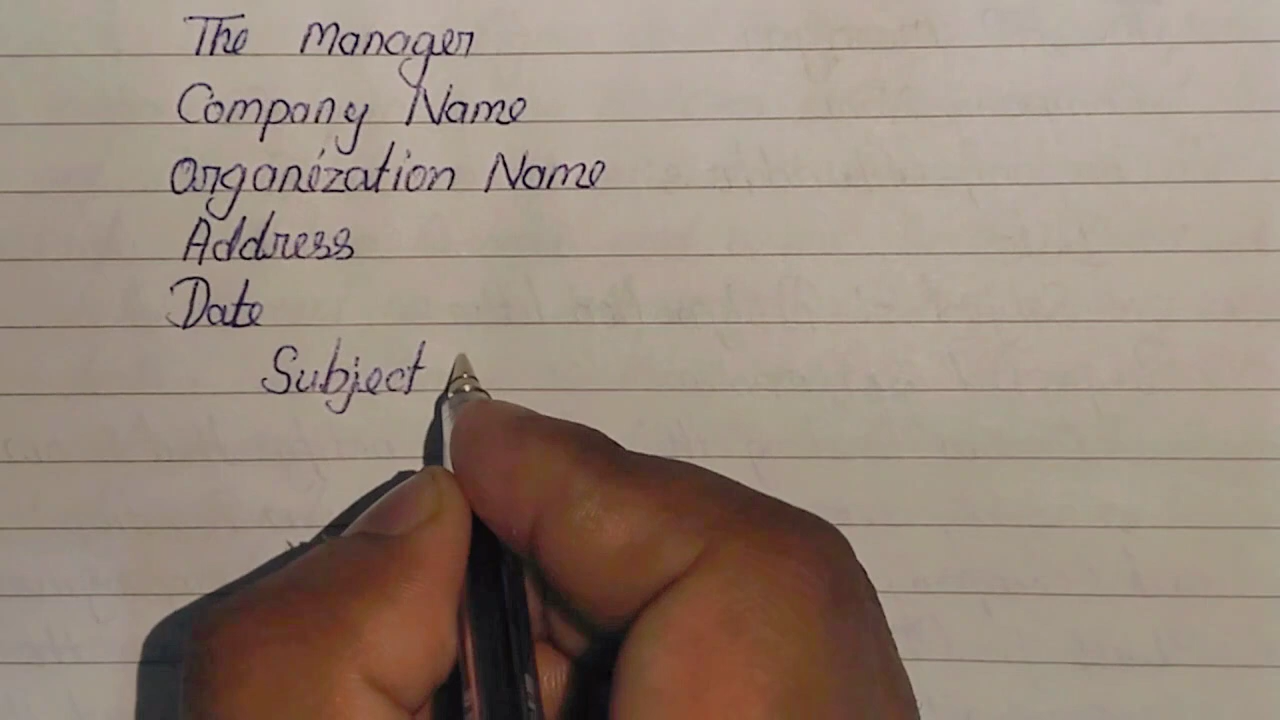 The Manager
Company Name
Organization Name
Address
Date
Subject